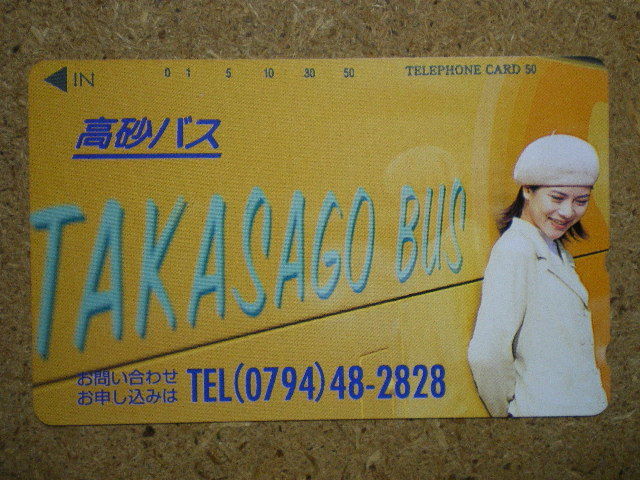 IN 0 1 5 10 30 50 TELEPHONE CARD 50
高砂バス
TAKASAGO BUS
お問い合わせ
お申し込みは TEL(0794)48-2828